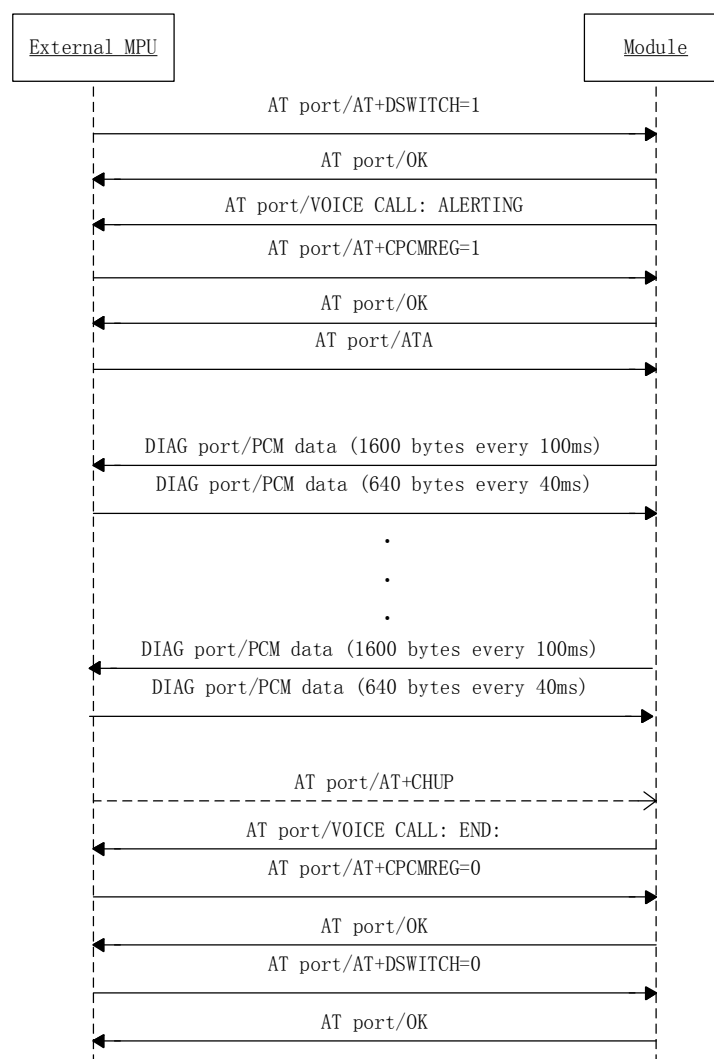 External MPU
Module
AT port/AT+DSWITCH=1
AT port/OK
AT port/VOICE CALL: ALERTING
AT port/AT+CPCMREG=1
AT port/OK
AT port/ATA
DIAG port/PCM data (1600 bytes every 100ms)
DIAG port/PCM data (640 bytes every 40ms)
DIAG port/PCM data (1600 bytes every 100ms)
DIAG port/PCM data (640 bytes every 40ms)
AT port/AT+CHUP
AT port/VOICE CALL: END:
AT port/AT+CPCMREG=0
AT port/OK
AT port/AT+DSWITCH=0
AT port/OK